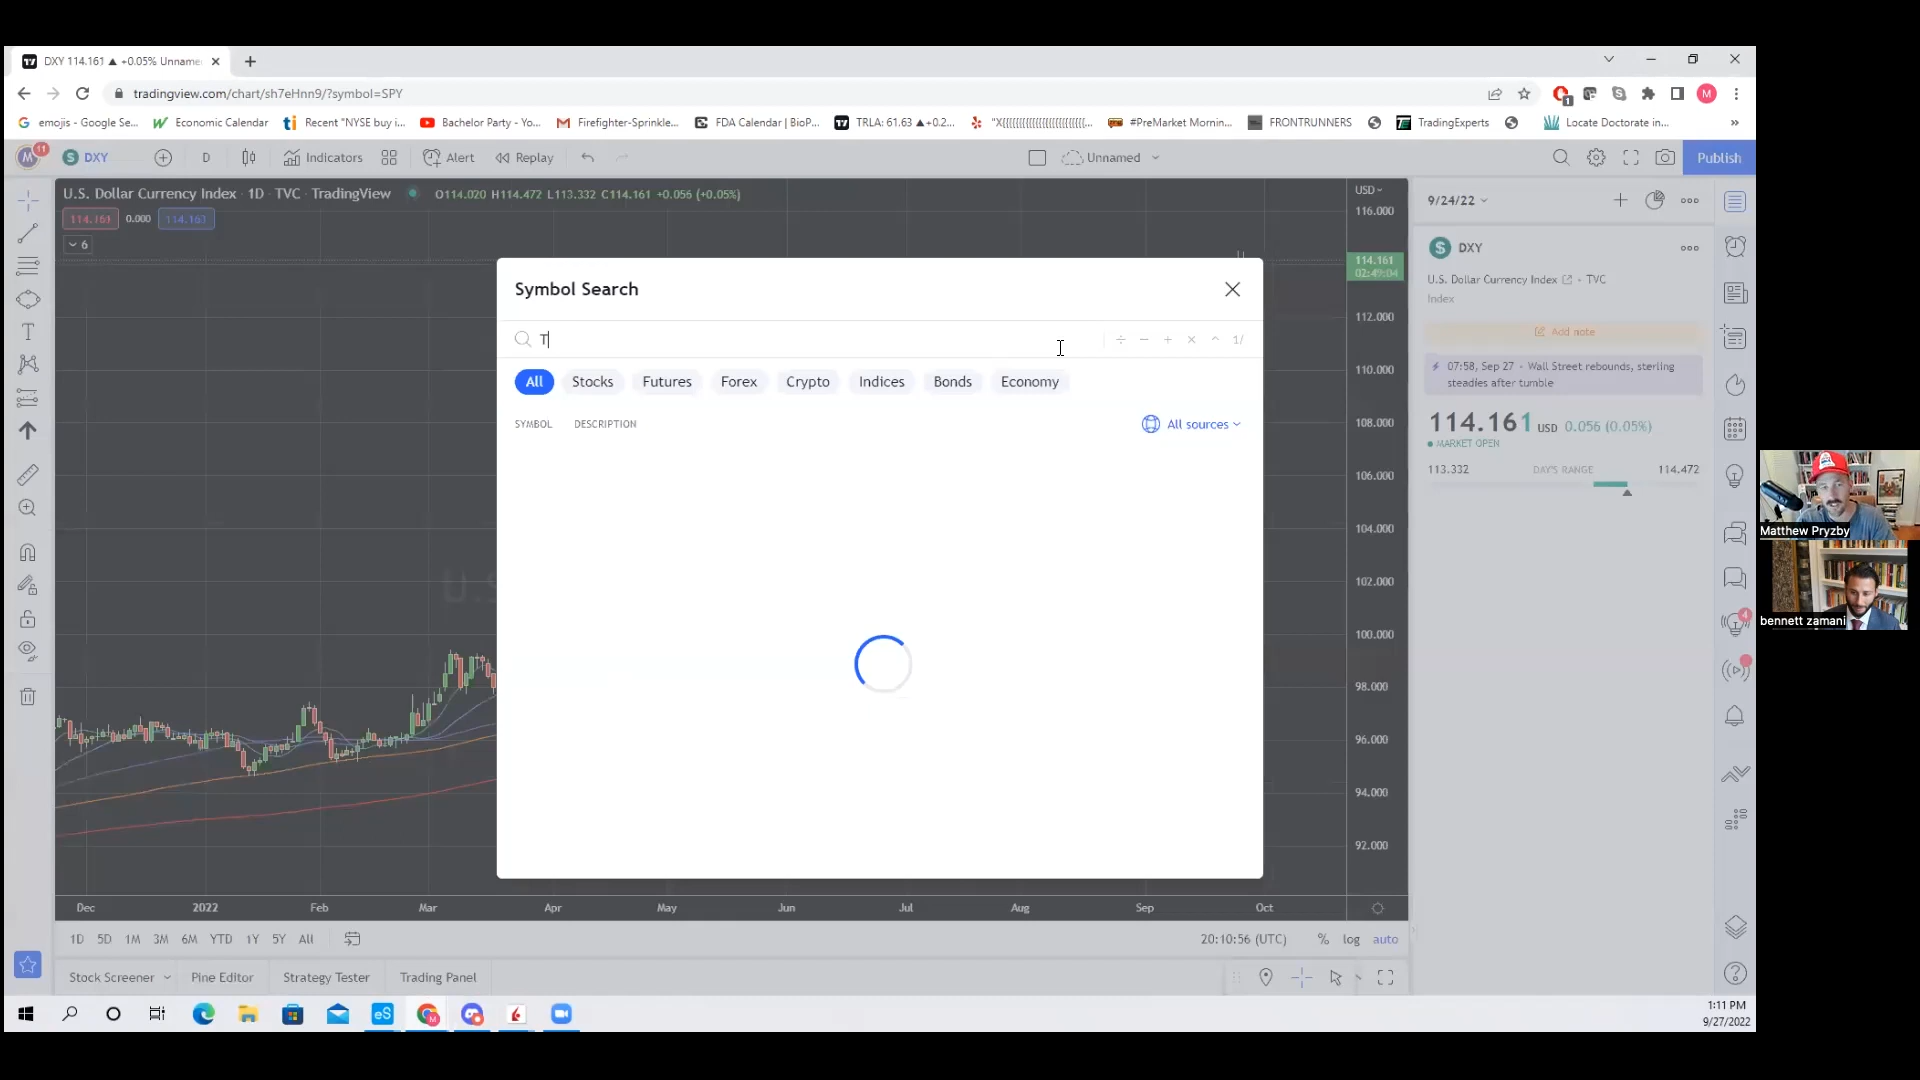 DXY 114.161 ▲ +0.05% Unname
tradingview.com/chart/sh7eHnn9/?symbol=SPY
M
emojis - Google Se...
Economic Calendar
Recent "NYSE buy i...
Bachelor Party - Yo...
Firefighter-Sprinkle...
FDA Calendar | BioP...
TRLA: 61.63 ▲+0.2...
"X[[[[[[[[[[[[[[[[[[[[[[[[[...
#PreMarket Mornin...
FRONTRUNNERS
TradingExperts
Locate Doctorate in...
»
M 11
DXY
D
Indicators
Alert
Replay
Unnamed
Publish
U.S. Dollar Currency Index · 1D · TVC · TradingView
O114.020 H114.472 L113.332 C114.161 +0.056 (+0.05%)
114.161 0.000 114.161
6
USD
116.000
114.161
02:49:04
112.000
110.000
108.000
106.000
104.000
102.000
100.000
98.000
96.000
94.000
92.000
Symbol Search
T
÷ − + × ^ 1/
All
Stocks
Futures
Forex
Crypto
Indices
Bonds
Economy
SYMBOL DESCRIPTION
All sources
9/24/22
DXY
U.S. Dollar Currency Index · TVC
Index
Add note
07:58, Sep 27 · Wall Street rebounds, sterling
steadies after tumble
114.161 USD 0.056 (0.05%)
MARKET OPEN
113.332 DAY'S RANGE 114.472
4
Matthew Pryzby
bennett zamani
Dec 2022 Feb Mar Apr May Jun Jul Aug Sep Oct
1D 5D 1M 3M 6M YTD 1Y 5Y All
20:10:56 (UTC) % log auto
Stock Screener
Pine Editor
Strategy Tester
Trading Panel
eS
1:11 PM
9/27/2022